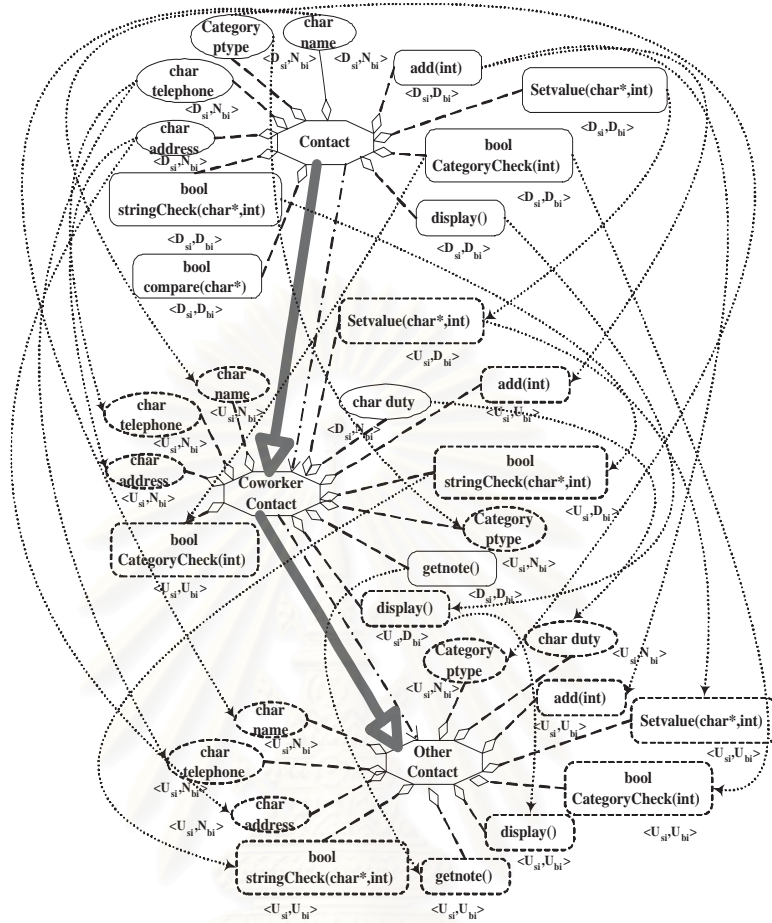 Category
ptype
<Dsi,Nbi>
char
name
<Dsi,Nbi>
add(int)
<Dsi,Dbi>
char
telephone
<Dsi,Nbi>
Setvalue(char*,int)
<Dsi,Dbi>
char
address
<Dsi,Nbi>
Contact
bool
CategoryCheck(int)
<Dsi,Dbi>
bool
stringCheck(char*,int)
<Dsi,Dbi>
display()
<Dsi,Dbi>
bool
compare(char*)
<Dsi,Dbi>
Setvalue(char*,int)
<Usi,Dbi>
char
name
<Usi,Nbi>
add(int)
<Usi,Ubi>
char duty
<Dsi,Nbi>
char
telephone
<Usi,Nbi>
char
address
<Usi,Nbi>
Coworker
Contact
bool
stringCheck(char*,int)
<Usi,Dbi>
Category
ptype
<Usi,Nbi>
bool
CategoryCheck(int)
<Usi,Ubi>
getnote()
<Dsi,Dbi>
display()
<Usi,Dbi>
char duty
<Usi,Nbi>
Category
ptype
<Usi,Nbi>
add(int)
<Usi,Ubi>
char
name
<Usi,Nbi>
Setvalue(char*,int)
<Usi,Ubi>
char
telephone
<Usi,Nbi>
Other
Contact
bool
CategoryCheck(int)
<Usi,Ubi>
char
address
<Usi,Nbi>
display()
<Usi,Ubi>
bool
stringCheck(char*,int)
<Usi,Ubi>
getnote()
<Usi,Ubi>